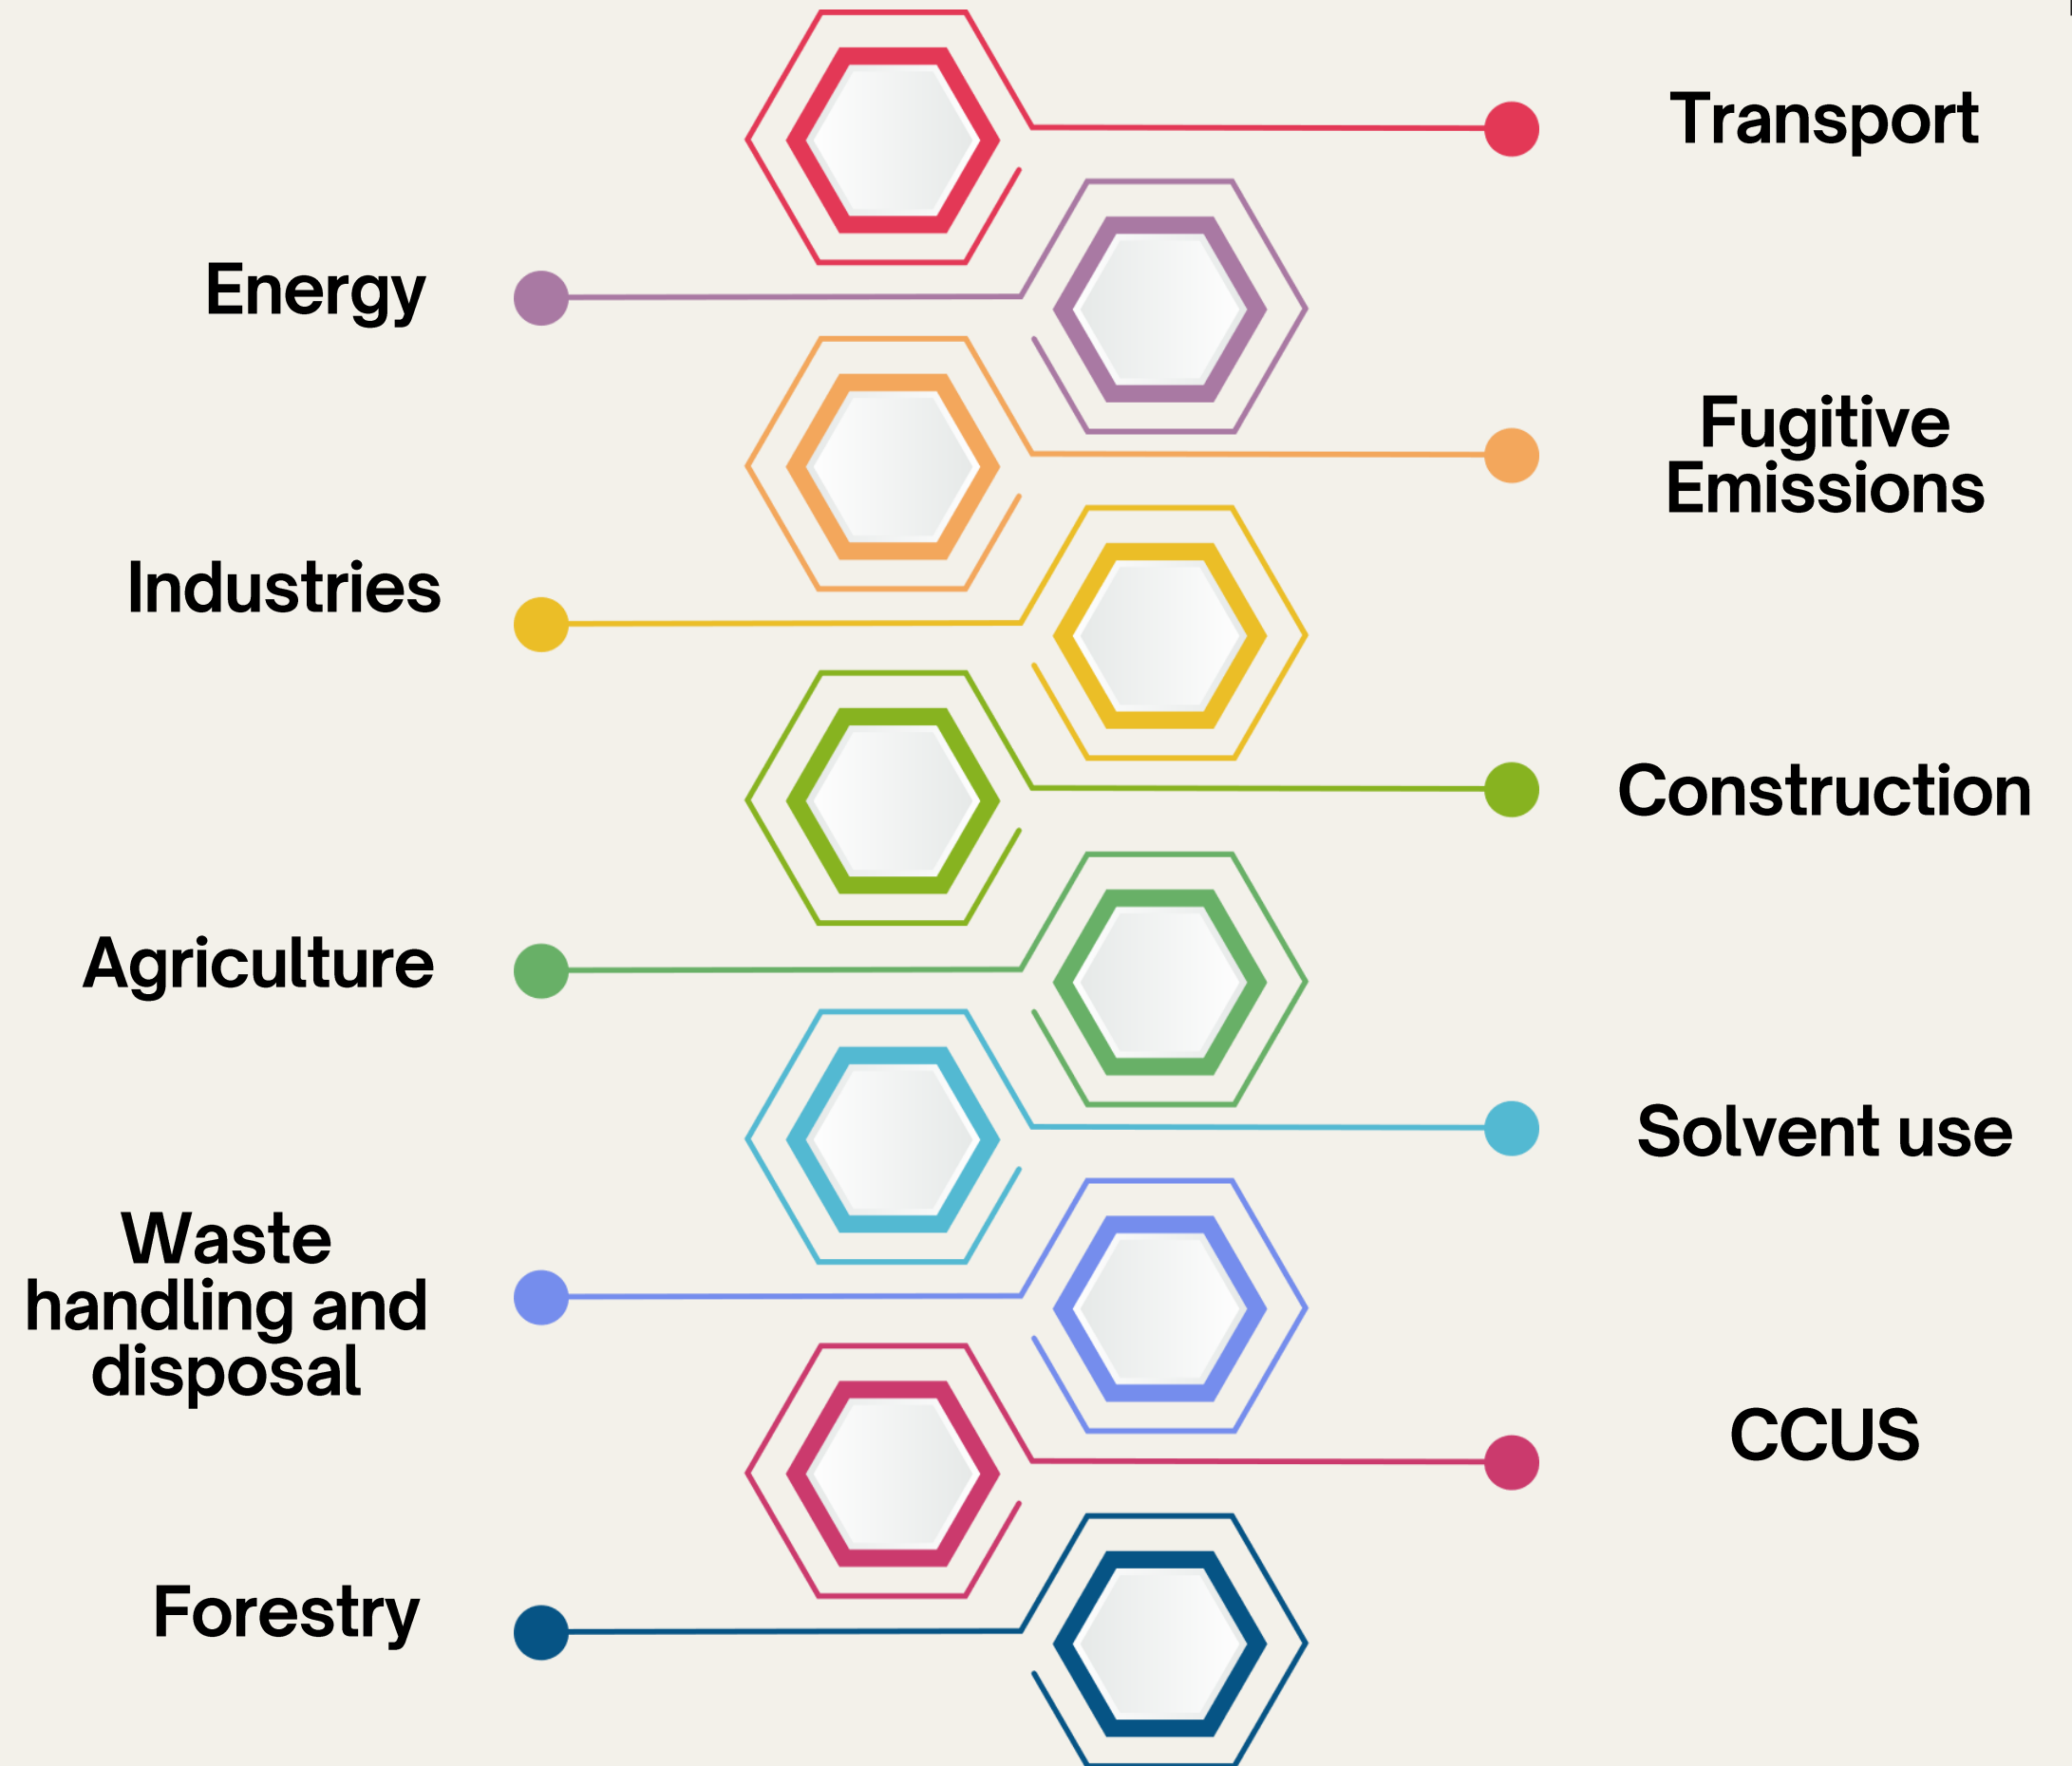 Transport
Energy
Fugitive
Emissions
Industries
Construction
Agriculture
Solvent use
Waste
handling and
disposal
CCUS
Forestry